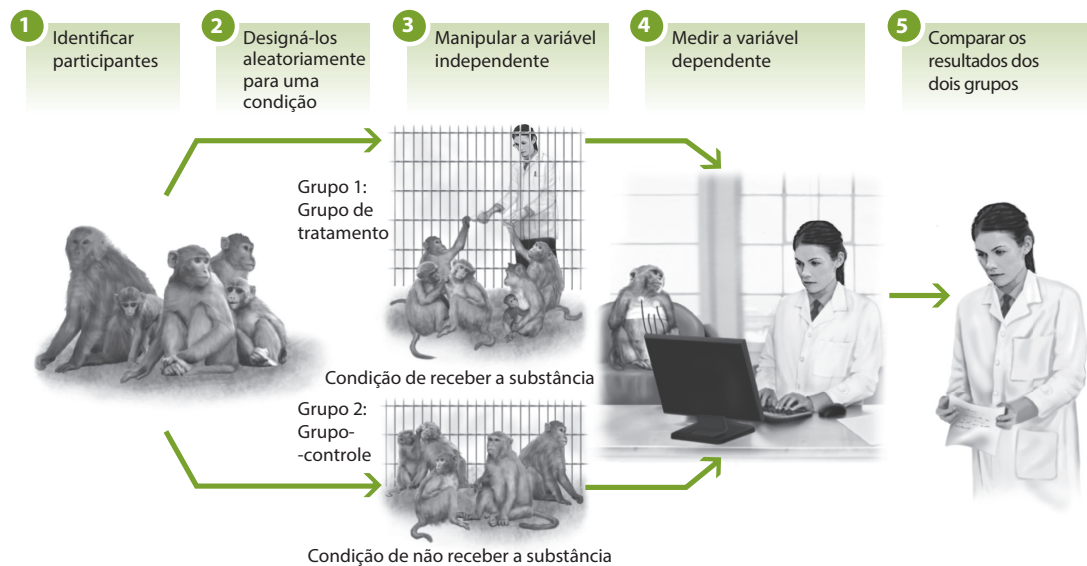 1
Identificar
participantes
2
Designá-los
aleatoriamente
para uma
condição
3
Manipular a variável
independente
4
Medir a variável
dependente
5
Comparar os
resultados dos
dois grupos
Grupo 1:
Grupo de
tratamento
Condição de receber a substância
Grupo 2:
Grupo-
-controle
Condição de não receber a substância